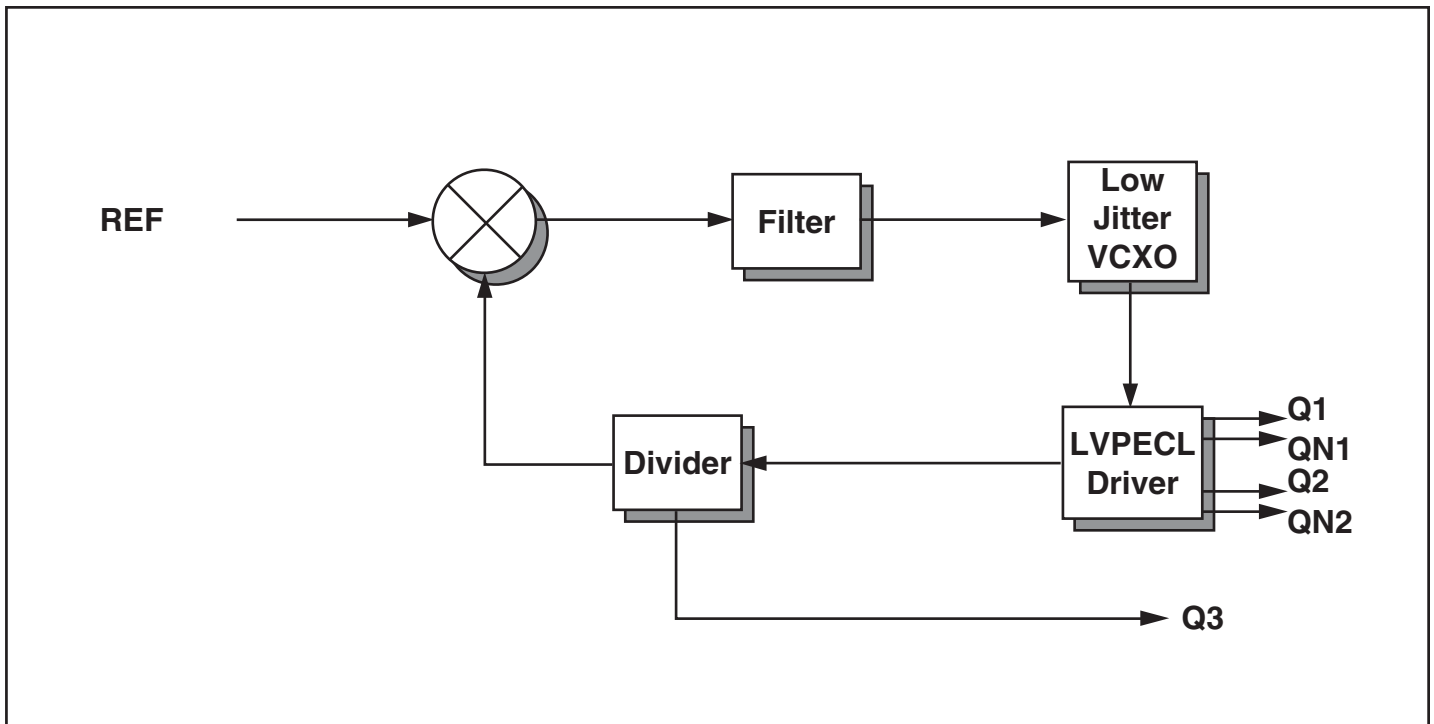 REF
Filter
Low
Jitter
VCXO
Divider
LVPECL
Driver
Q1
QN1
Q2
QN2
Q3